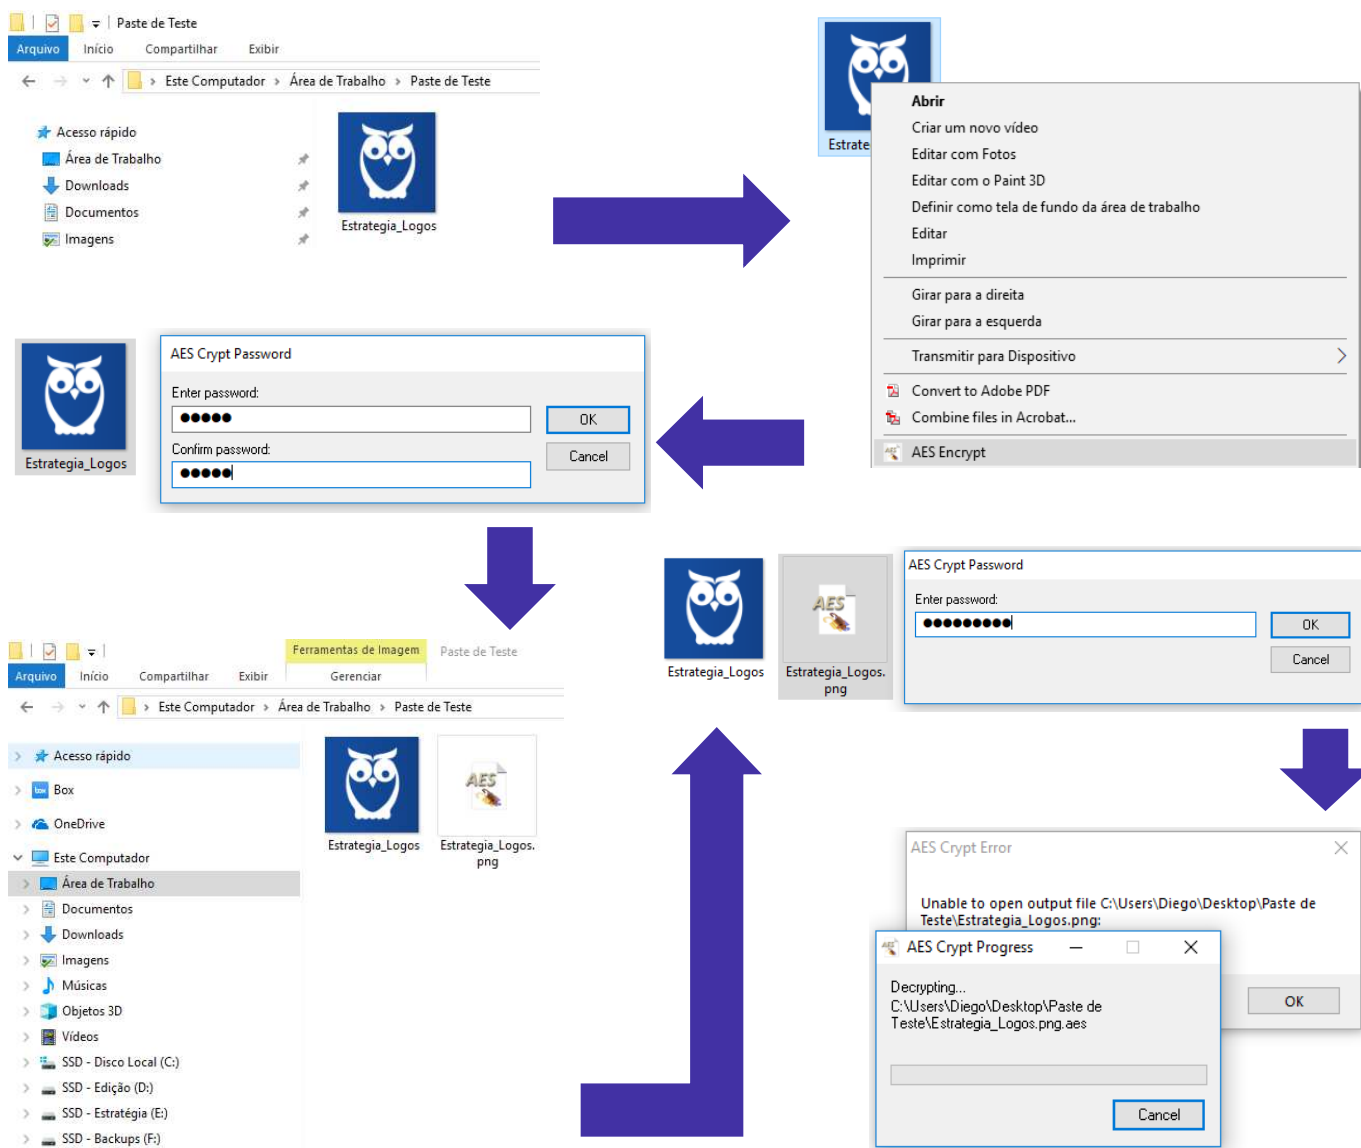 Paste de Teste
Arquivo Início Compartilhar Exibir
Este Computador > Área de Trabalho > Paste de Teste
Acesso rápido
Área de Trabalho
Downloads
Documentos
Imagens
Estrategia_Logos
Estrate
Abrir
Criar um novo vídeo
Editar com Fotos
Editar com o Paint 3D
Definir como tela de fundo da área de trabalho
Editar
Imprimir
Girar para a direita
Girar para a esquerda
Transmitir para Dispositivo
Convert to Adobe PDF
Combine files in Acrobat...
AES Encrypt
Estrategia_Logos
AES Crypt Password
Enter password:
Confirm password:
OK
Cancel
Ferramentas de Imagem Paste de Teste
Arquivo Início Compartilhar Exibir Gerenciar
Este Computador > Área de Trabalho > Paste de Teste
Acesso rápido
Box
OneDrive
Este Computador
Área de Trabalho
Documentos
Downloads
Imagens
Músicas
Objetos 3D
Vídeos
SSD - Disco Local (C:)
SSD - Edição (D:)
SSD - Estratégia (E:)
SSD - Backups (F:)
AES
Estrategia_Logos
Estrategia_Logos.
png
AES
Estrategia_Logos
Estrategia_Logos.
png
AES Crypt Password
Enter password:
OK
Cancel
AES Crypt Error
Unable to open output file C:\Users\Diego\Desktop\Paste de
Teste\Estrategia_Logos.png:
OK
AES Crypt Progress
Decrypting...
C:\Users\Diego\Desktop\Paste de
Teste\Estrategia_Logos.png.aes
Cancel